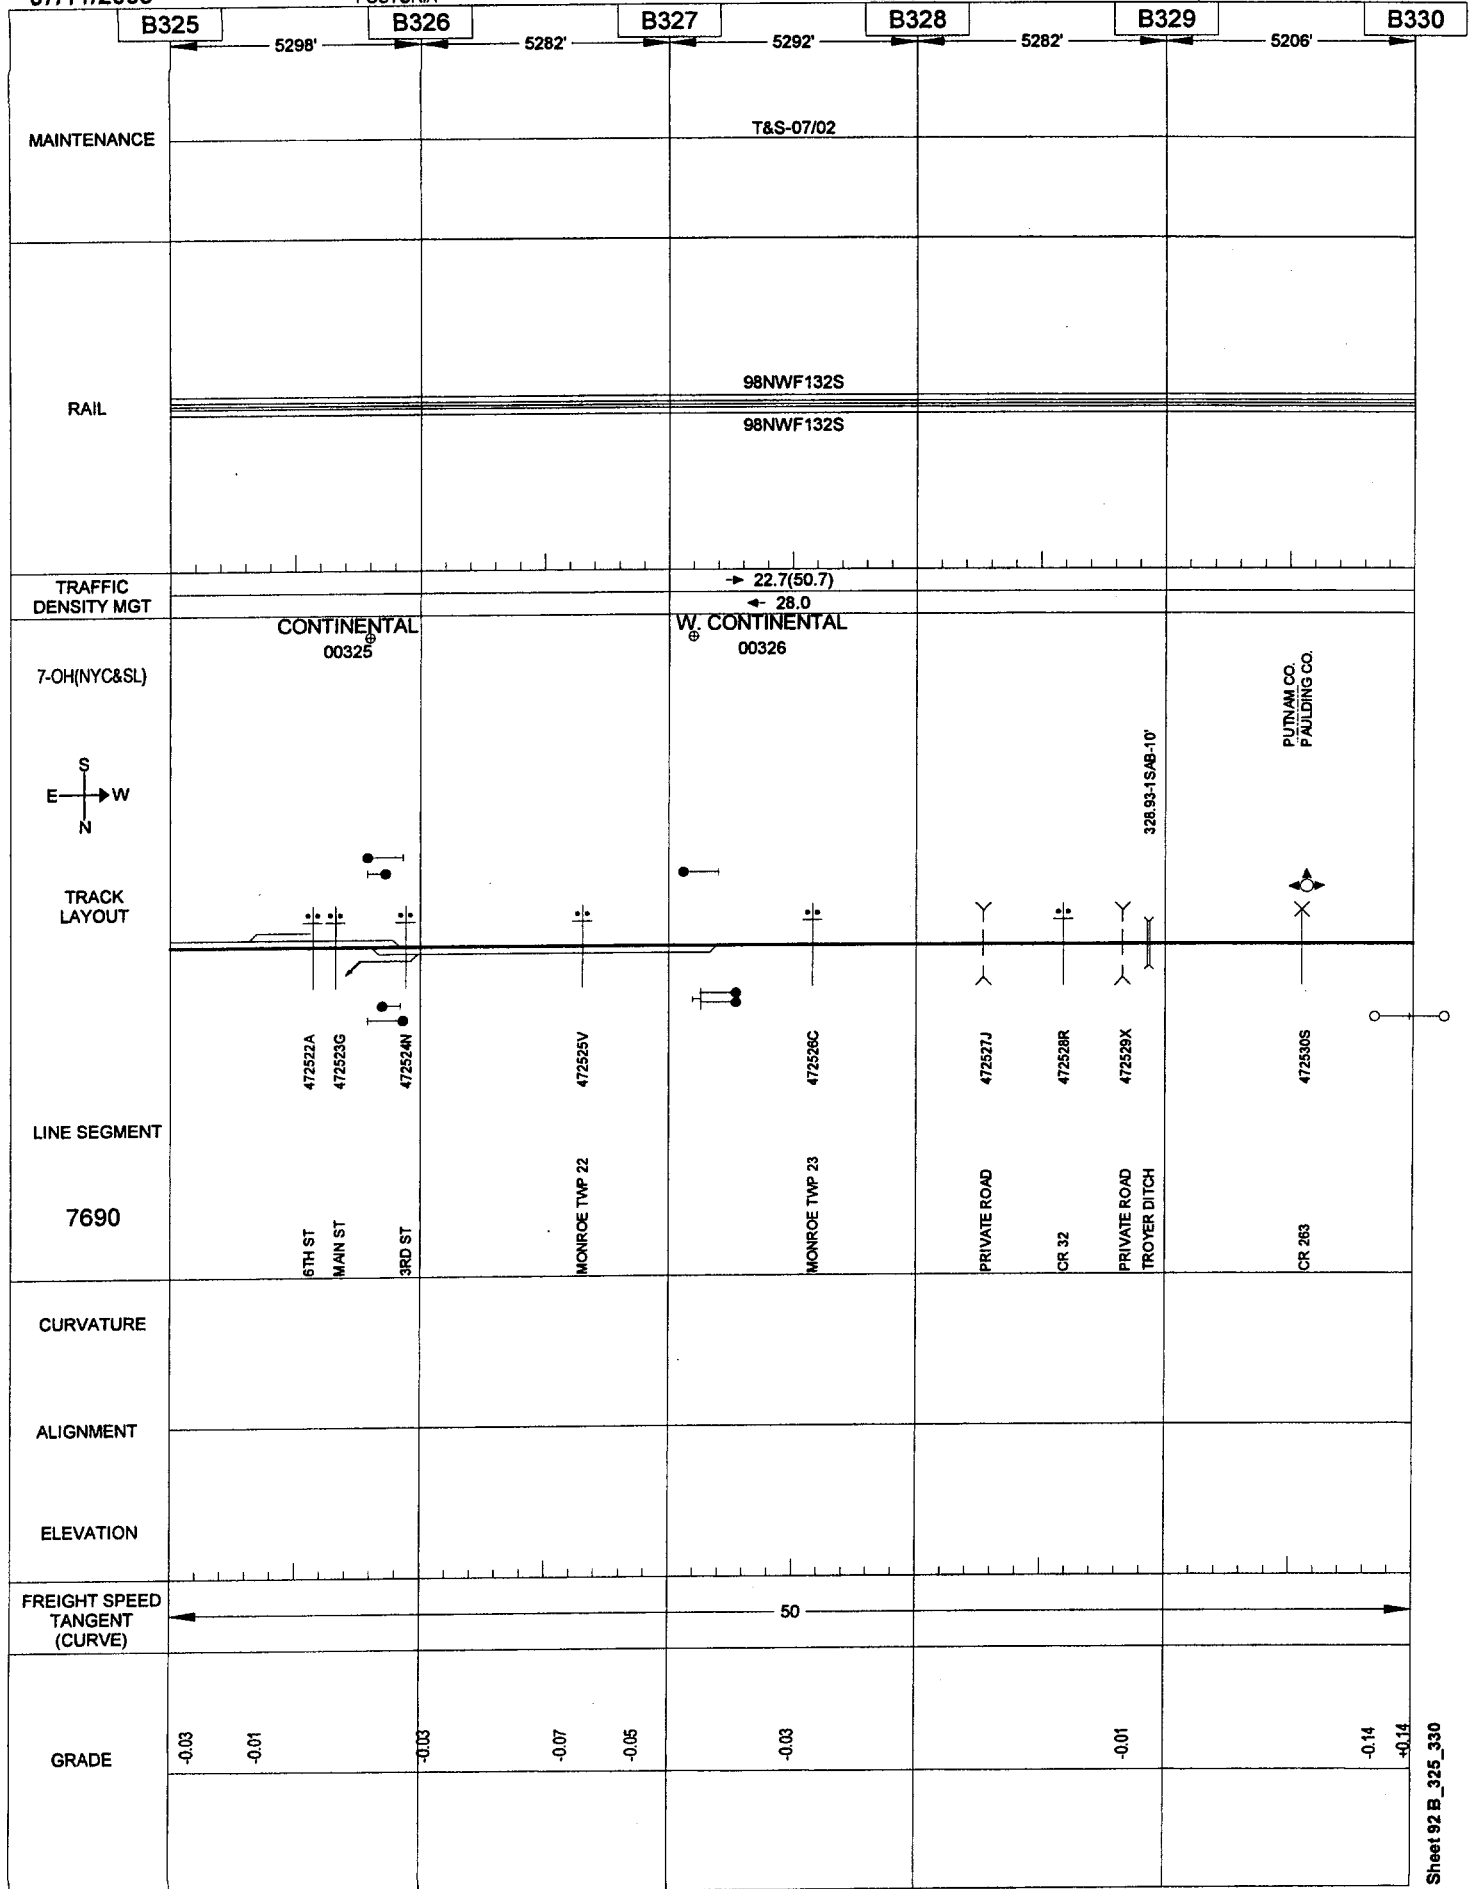 B325 B326 B327 B328 B329 B330
5298' 5282' 5292' 5282' 5206'
MAINTENANCE
T&S-07/02
RAIL
98NWF132S
98NWF132S
TRAFFIC
DENSITY MGT
→ 22.7(50.7)
← 28.0
CONTINENTAL
00325
W. CONTINENTAL
00326
7-OH(NYC&SL)
PUTNAM CO.
PAULDING CO.
S
E W
N
328.93-1SAB-10'
TRACK
LAYOUT
472522A
472523G
472524N
472525V
472526C
472527J
472528R
472529X
472530S
LINE SEGMENT
7690
6TH ST
MAIN ST
3RD ST
MONROE TWP 22
MONROE TWP 23
PRIVATE ROAD
CR 32
PRIVATE ROAD
TROYER DITCH
CR 263
CURVATURE
ALIGNMENT
ELEVATION
FREIGHT SPEED
TANGENT
(CURVE)
50
GRADE
-0.03
-0.01
-0.03
-0.07
-0.05
-0.03
-0.01
-0.14
+0.14
Sheet 92 B_325_330